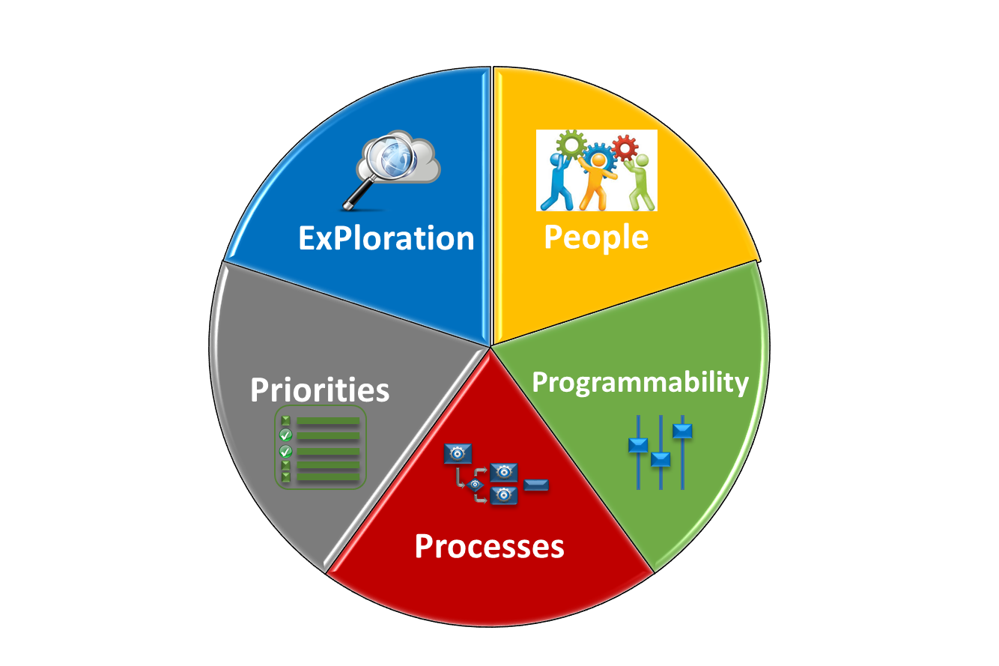 ExPloration
People
Priorities
Programmability
Processes